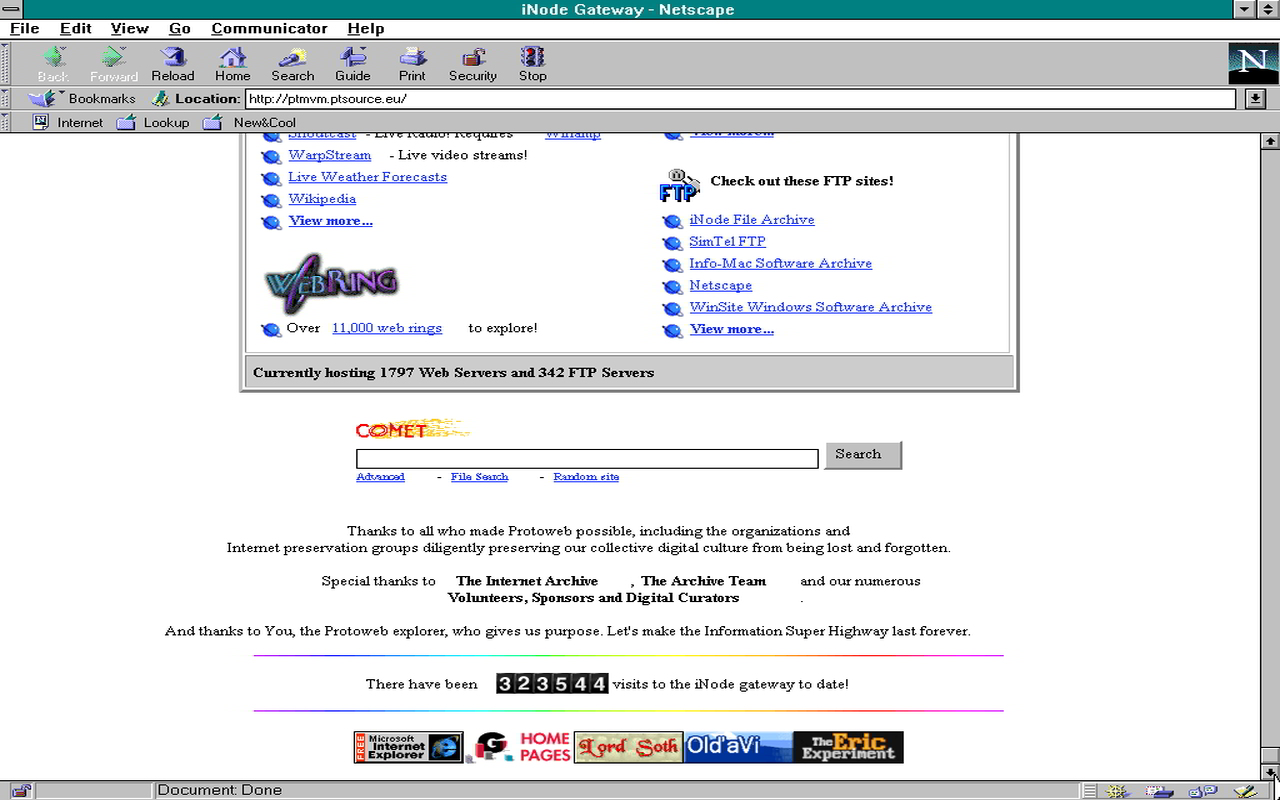 iNode Gateway - Netscape
File Edit View Go Communicator Help
Back Forward Reload Home Search Guide Print Security Stop
N
Bookmarks Location: http://ptmvm.ptsource.eu/
Internet Lookup New&Cool
Shoutcast - Live Radio! Requires Winamp
WarpStream - Live video streams!
Live Weather Forecasts
Wikipedia
View more...
WEBRING
Over 11,000 web rings to explore!
View more...
FTP Check out these FTP sites!
iNode File Archive
SimTel FTP
Info-Mac Software Archive
Netscape
WinSite Windows Software Archive
View more...
Currently hosting 1797 Web Servers and 342 FTP Servers
COMET
Search
Advanced - File Search - Random site
Thanks to all who made Protoweb possible, including the organizations and
Internet preservation groups diligently preserving our collective digital culture from being lost and forgotten.
Special thanks to The Internet Archive , The Archive Team and our numerous
Volunteers, Sponsors and Digital Curators .
And thanks to You, the Protoweb explorer, who gives us purpose. Let's make the Information Super Highway last forever.
There have been 323544 visits to the iNode gateway to date!
FREE Microsoft Internet Explorer
G HOME PAGES
Lord Soth
Old'aVi
The Eric Experiment
Document: Done